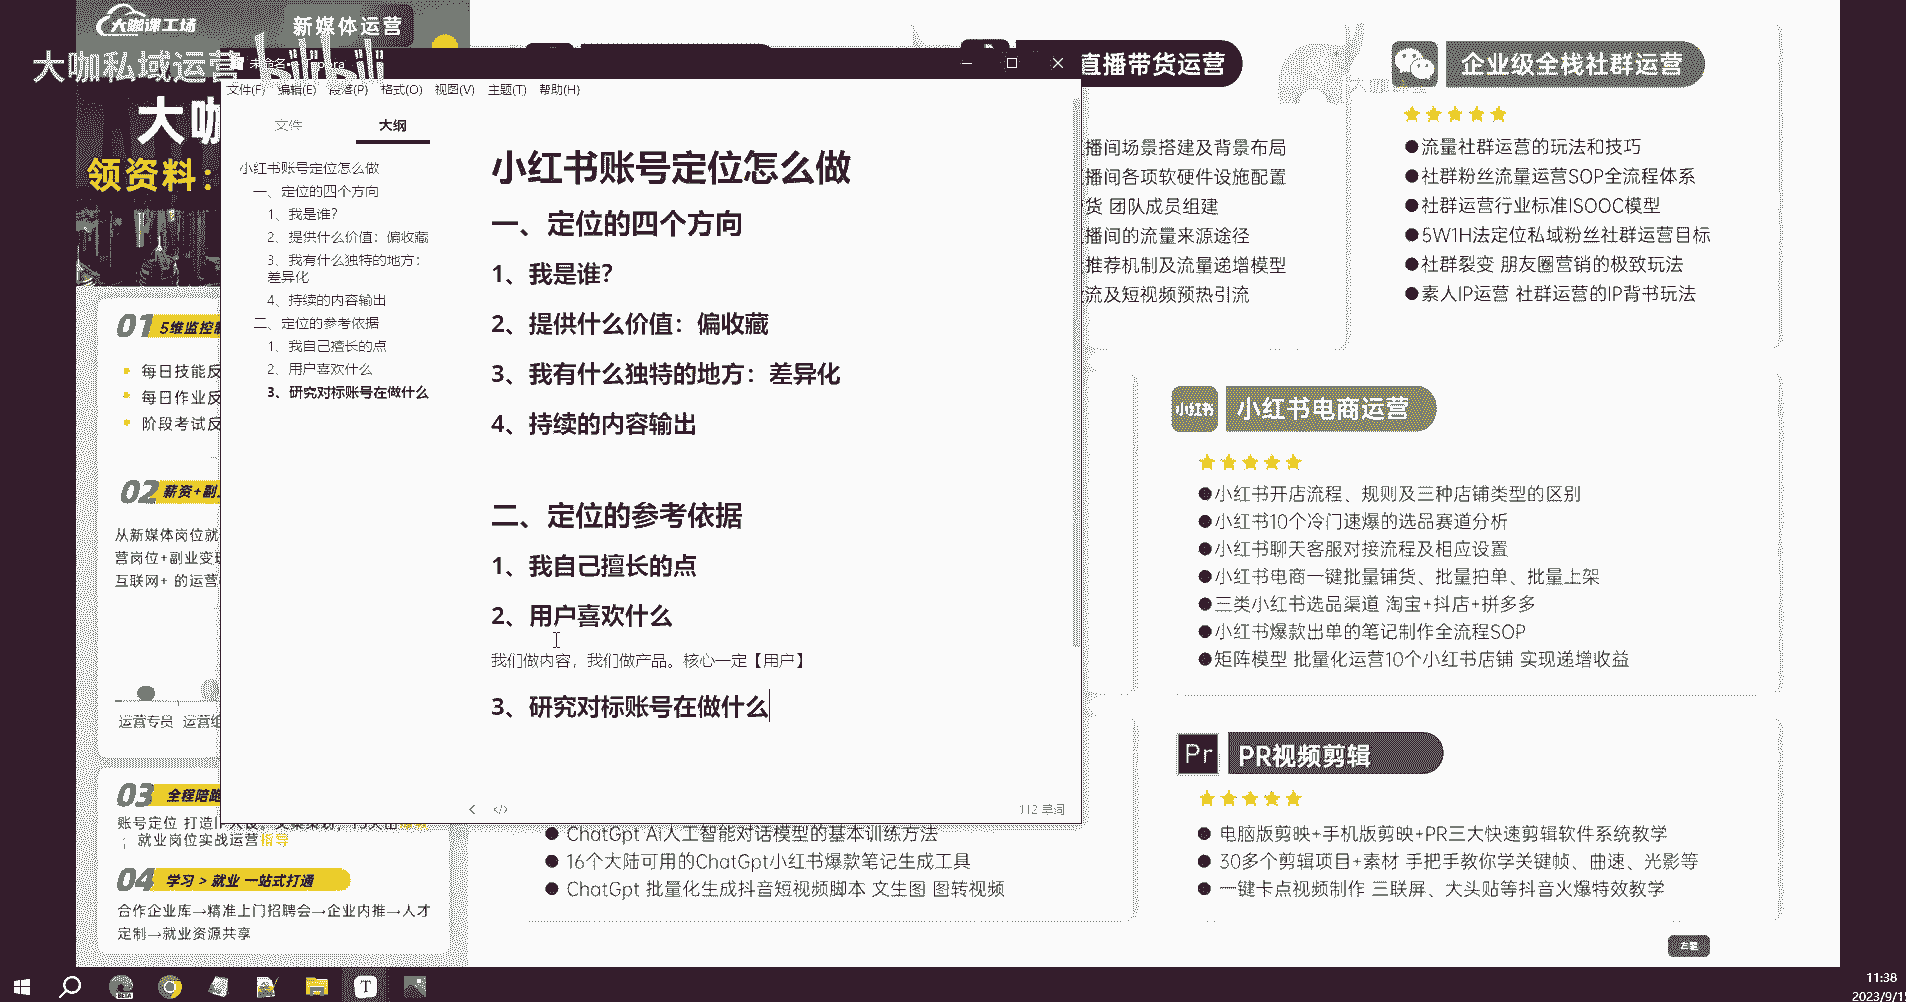 大咖课工场
新媒体运营
大咖私域运营 bilibili
大咖
领资料：
01 5维监控
每日技能反
每日作业反
阶段考试反
02 薪资+副
从新媒体岗位就
营岗位+副业变现
互联网+ 的运营
运营专员 运营组
03 全程陪跑
账号定位 打造
就业岗位实战运营指导
04 学习 > 就业 一站式打通
合作企业库→精准上门招聘会→企业内推→人才
定制→就业资源共享
未命名
文件(F) 编辑(E) 段落(P) 格式(O) 视图(V) 主题(T) 帮助(H)
文件 大纲
小红书账号定位怎么做
一、定位的四个方向
1、我是谁？
2、提供什么价值：偏收藏
3、我有什么独特的地方：
差异化
4、持续的内容输出
二、定位的参考依据
1、我自己擅长的点
2、用户喜欢什么
3、研究对标账号在做什么
小红书账号定位怎么做
一、定位的四个方向
1、我是谁？
2、提供什么价值：偏收藏
3、我有什么独特的地方：差异化
4、持续的内容输出
二、定位的参考依据
1、我自己擅长的点
2、用户喜欢什么
我们做内容，我们做产品。核心一定【用户】
3、研究对标账号在做什么
</> 112 单词
直播带货运营
播间场景搭建及背景布局
播间各项软硬件设施配置
货 团队成员组建
播间的流量来源途径
推荐机制及流量递增模型
流及短视频预热引流
企业级全栈社群运营
●流量社群运营的玩法和技巧
●社群粉丝流量运营SOP全流程体系
●社群运营行业标准ISOOC模型
●5W1H法定位私域粉丝社群运营目标
●社群裂变 朋友圈营销的极致玩法
●素人IP运营 社群运营的IP背书玩法
小红书 小红书电商运营
●小红书开店流程、规则及三种店铺类型的区别
●小红书10个冷门速爆的选品赛道分析
●小红书聊天客服对接流程及相应设置
●小红书电商一键批量铺货、批量拍单、批量上架
●三类小红书选品渠道 淘宝+抖店+拼多多
●小红书爆款出单的笔记制作全流程SOP
●矩阵模型 批量化运营10个小红书店铺 实现递增收益
● ChatGpt Ai人工智能对话模型的基本训练方法
● 16个大陆可用的ChatGpt小红书爆款笔记生成工具
● ChatGpt 批量化生成抖音短视频脚本 文生图 图转视频
Pr PR视频剪辑
● 电脑版剪映+手机版剪映+PR三大快速剪辑软件系统教学
● 30多个剪辑项目+素材 手把手教你学关键帧、曲速、光影等
● 一键卡点视频制作 三联屏、大头贴等抖音火爆特效教学
T
11:38
2023/9/1